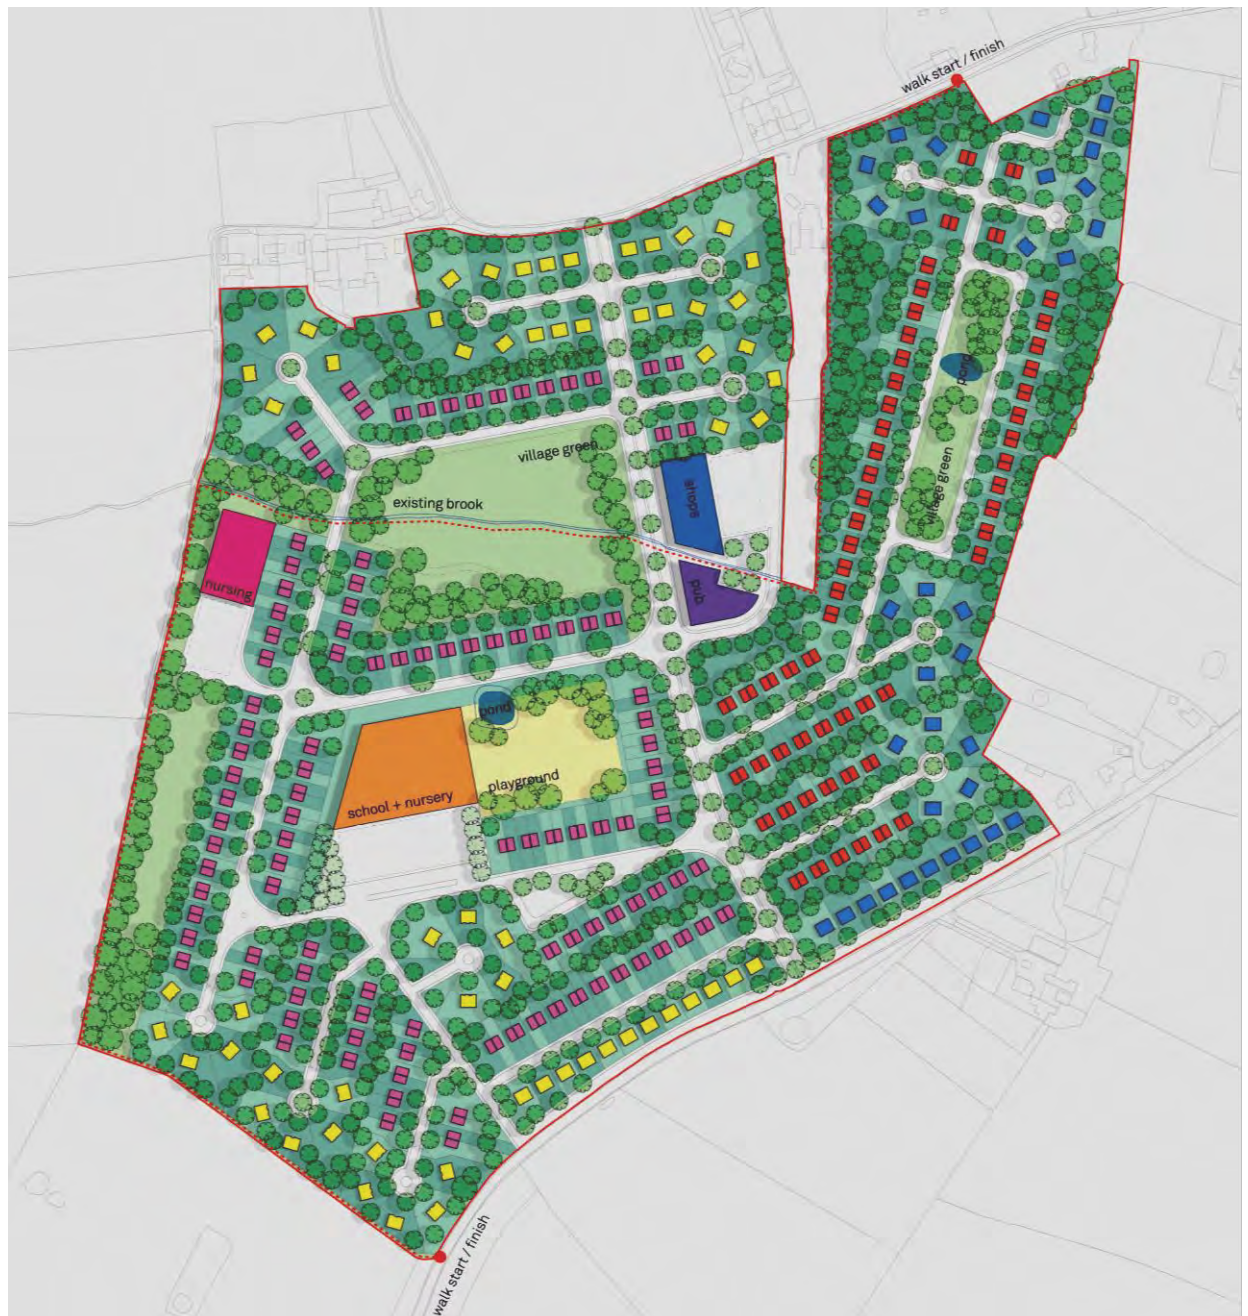 walk start / finish
pond
village green
village green
shops
existing brook
nursing
pub
pond
playground
school + nursery
walk start / finish